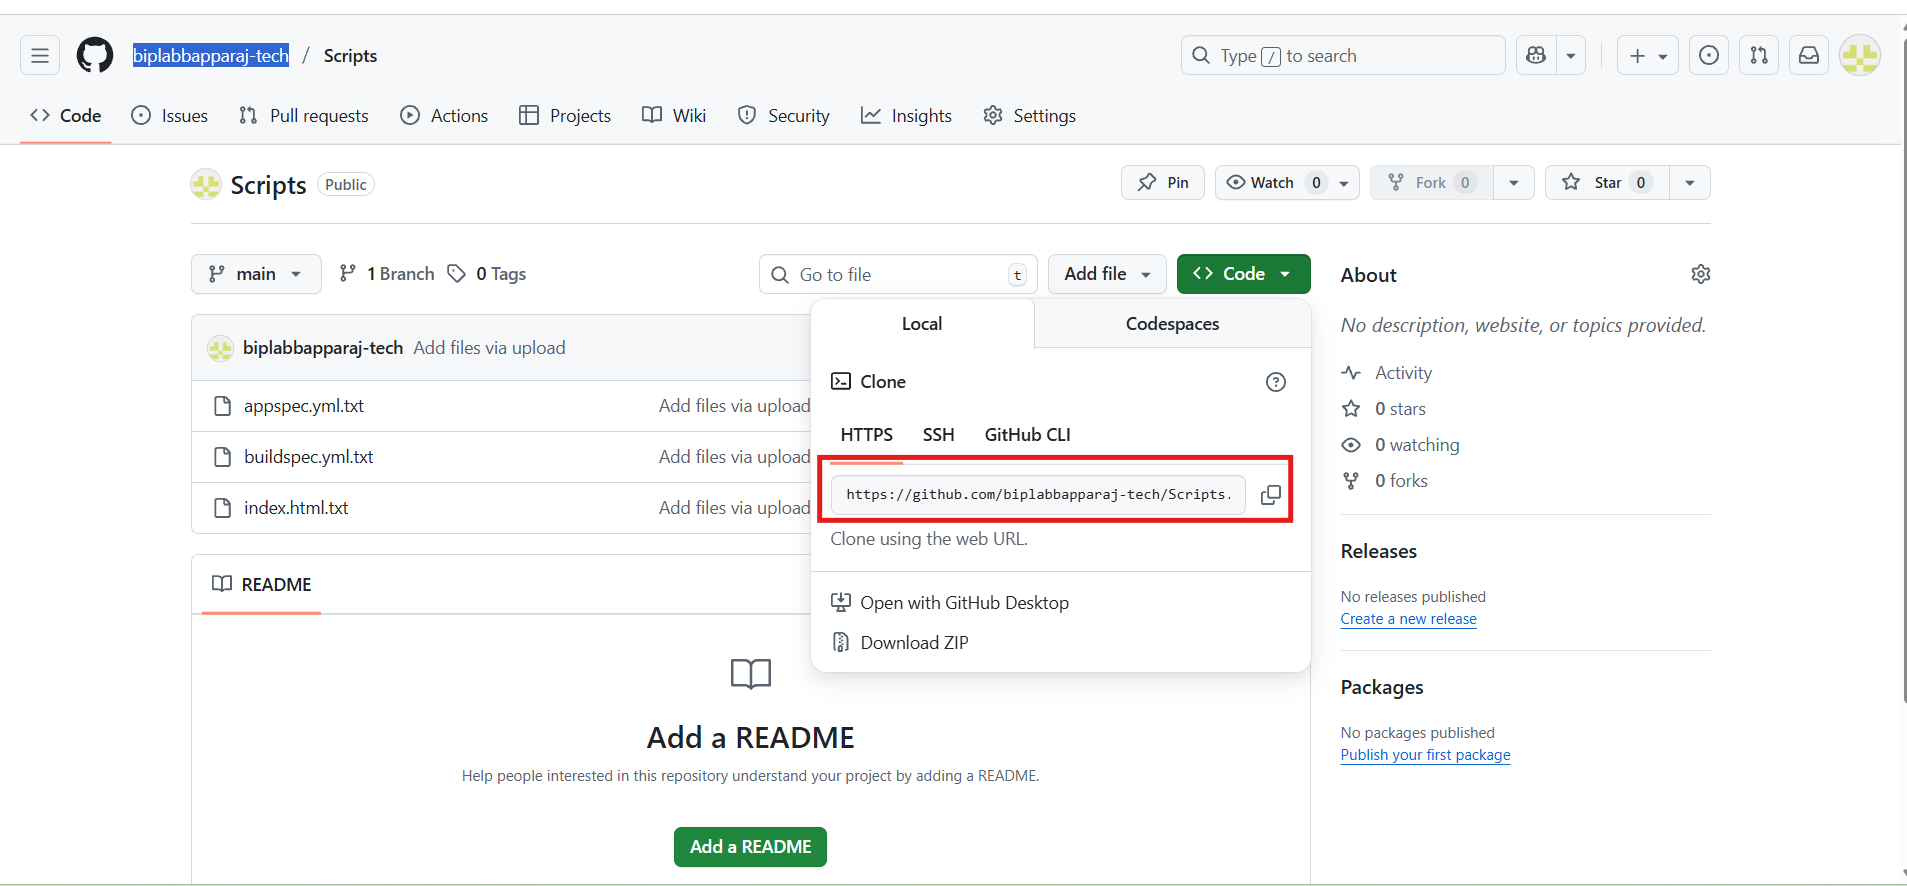 biplabbapparaj-tech / Scripts
Type / to search
Code Issues Pull requests Actions Projects Wiki Security Insights Settings
Scripts Public
Pin Watch 0 Fork 0 Star 0
main 1 Branch 0 Tags
Go to file t Add file Code
biplabbapparaj-tech Add files via upload
appspec.yml.txt Add files via upload
buildspec.yml.txt Add files via upload
index.html.txt Add files via upload
Local Codespaces
Clone
HTTPS SSH GitHub CLI
https://github.com/biplabbapparaj-tech/Scripts.
Clone using the web URL.
Open with GitHub Desktop
Download ZIP
README
Add a README
Help people interested in this repository understand your project by adding a README.
Add a README
About
No description, website, or topics provided.
Activity
0 stars
0 watching
0 forks
Releases
No releases published
Create a new release
Packages
No packages published
Publish your first package